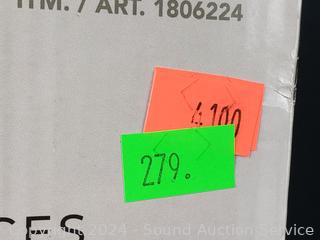 ITM. / ART. 1806224
4100
279.
CES
Copyright 2024 - Sound Auction Service